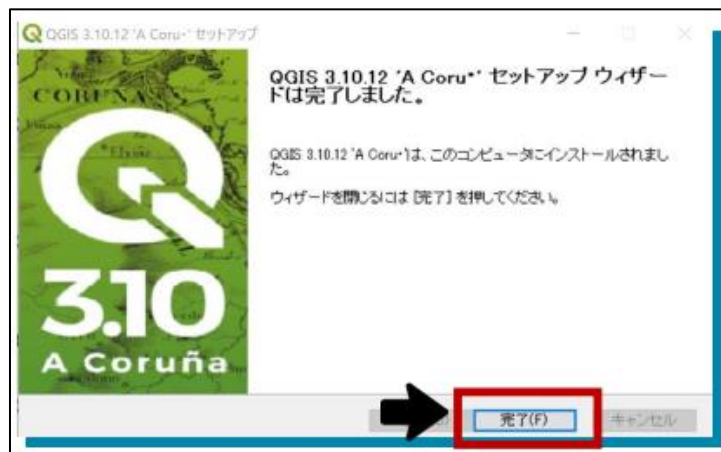 QGIS 3.10.12 'A Coru・' セットアップ
CORUNA
3.10
A Coruña
QGIS 3.10.12 'A Coru・' セットアップ ウィザー
ドは完了しました。
QGIS 3.10.12 'A Coru・'は、このコンピュータにインストールされまし
た。
ウィザードを閉じるには [完了] を押してください。
完了(F)
キャンセル